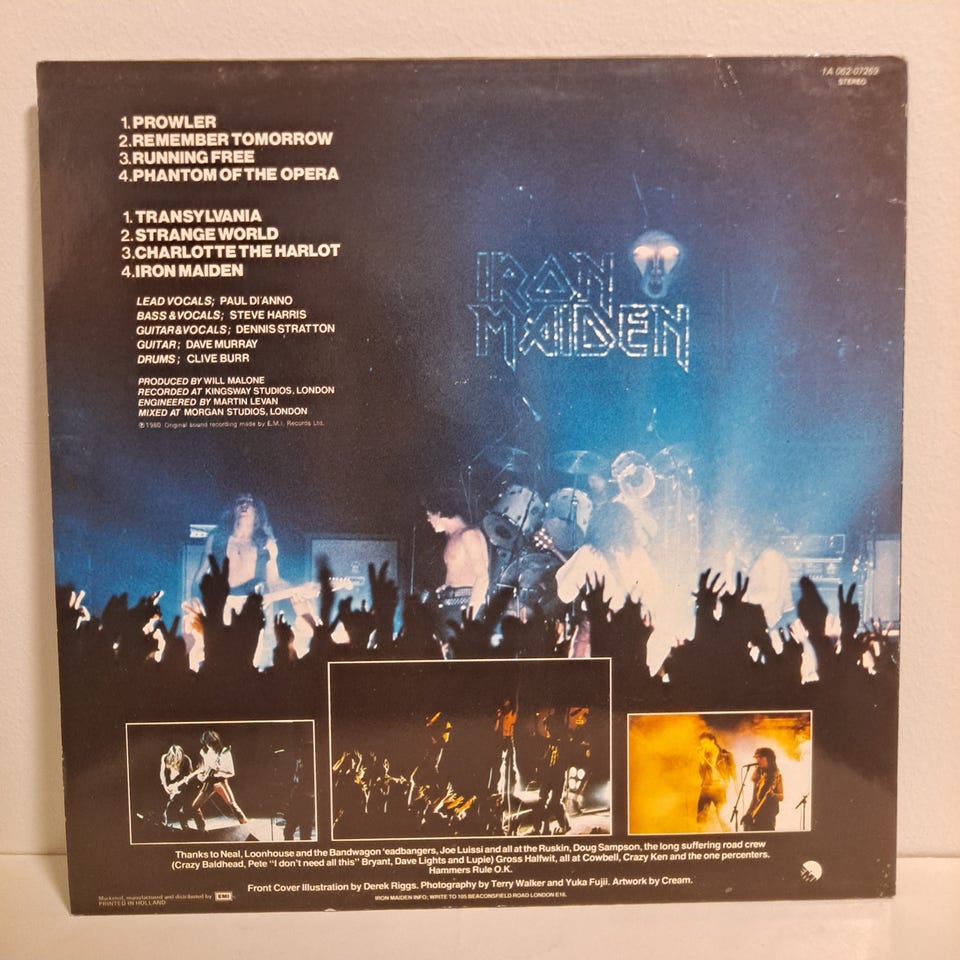 1A 062-07269
STEREO
1. PROWLER
2. REMEMBER TOMORROW
3. RUNNING FREE
4. PHANTOM OF THE OPERA
1. TRANSYLVANIA
2. STRANGE WORLD
3. CHARLOTTE THE HARLOT
4. IRON MAIDEN
LEAD VOCALS; PAUL DI'ANNO
BASS & VOCALS; STEVE HARRIS
GUITAR & VOCALS; DENNIS STRATTON
GUITAR; DAVE MURRAY
DRUMS; CLIVE BURR
PRODUCED BY WILL MALONE
RECORDED AT KINGSWAY STUDIOS, LONDON
ENGINEERED BY MARTIN LEVAN
MIXED AT MORGAN STUDIOS, LONDON
℗ 1980 Original sound recording made by E.M.I. Records Ltd.
IRON
MAIDEN
Thanks to Neal, Loonhouse and the Bandwagon 'eadbangers, Joe Luissi and all at the Ruskin, Doug Sampson, the long suffering road crew
(Crazy Baldhead, Pete "I don't need all this" Bryant, Dave Lights and Lupie) Gross Halfwit, all at Cowbell, Crazy Ken and the one percenters.
Hammers Rule O.K.
Front Cover Illustration by Derek Riggs. Photography by Terry Walker and Yuka Fujii. Artwork by Cream.
Marketed, manufactured and distributed by EMI
PRINTED IN HOLLAND
IRON MAIDEN INFO; WRITE TO 105 BEACONSFIELD ROAD LONDON E16.